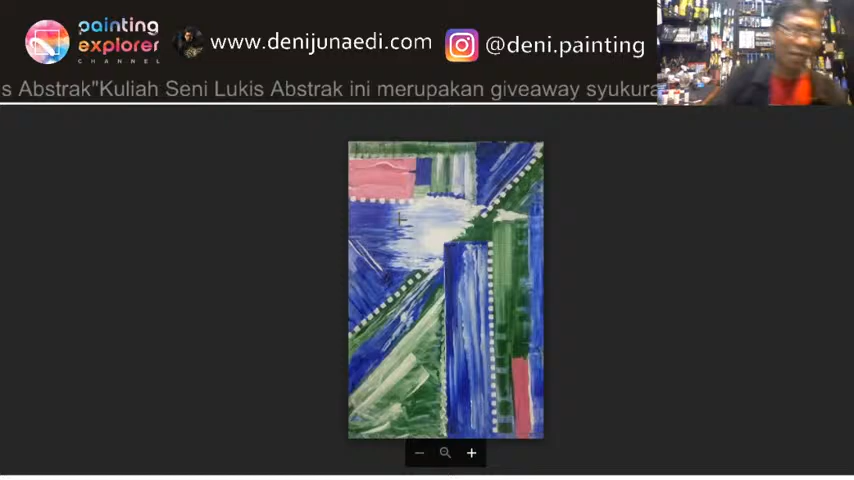 painting
explorer
CHANNEL
www.denijunaedi.com
@deni.painting
s Abstrak"Kuliah Seni Lukis Abstrak ini merupakan giveaway syukura